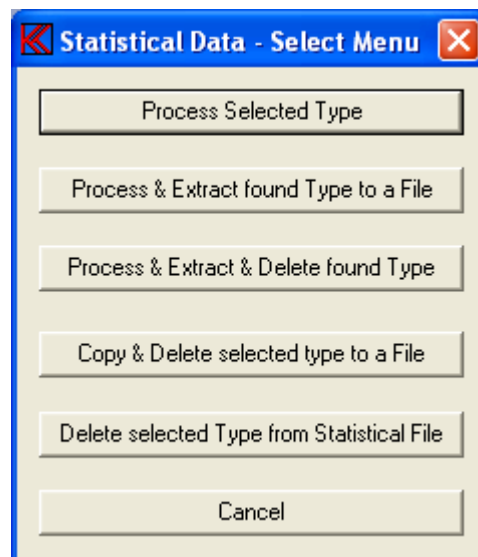 Statistical Data - Select Menu
Process Selected Type
Process & Extract found Type to a File
Process & Extract & Delete found Type
Copy & Delete selected type to a File
Delete selected Type from Statistical File
Cancel